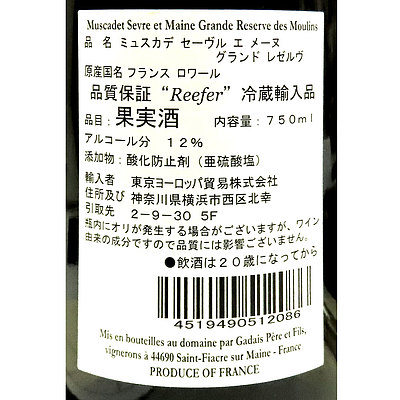 Muscadet Sevre et Maine Grande Reserve des Moulins
品 名 ミュスカデ セーヴル エ メーヌ
グランド レゼルヴ
原産国名 フランス ロワール
品質保証 “Reefer” 冷蔵輸入品
品目：果実酒 内容量：７５０ml
アルコール分 １２％
添加物：酸化防止剤（亜硫酸塩）
輸入者 東京ヨーロッパ貿易株式会社
住所及び 神奈川県横浜市西区北幸
引取先 ２－９－３０ ５F
瓶内にオリが発生する場合がございますが、ワイン
由来の成分ですので品質には影響ございません。
●飲酒は２０歳になってから
4519490512086
Mis en bouteilles au domaine par Gadais Père et Fils,
vignerons à 44690 Saint-Fiacre sur Maine - France
PRODUCE OF FRANCE